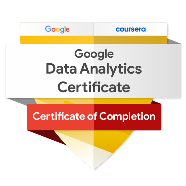 Google coursera
Google
Data Analytics
Certificate
Certificate of Completion